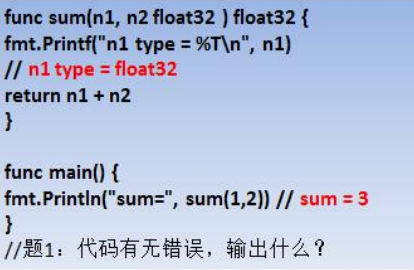 func sum(n1, n2 float32 ) float32 {
fmt.Printf("n1 type = %T\n", n1)
// n1 type = float32
return n1 + n2
}
func main() {
fmt.Println("sum=", sum(1,2)) // sum = 3
}
//题1：代码有无错误，输出什么？